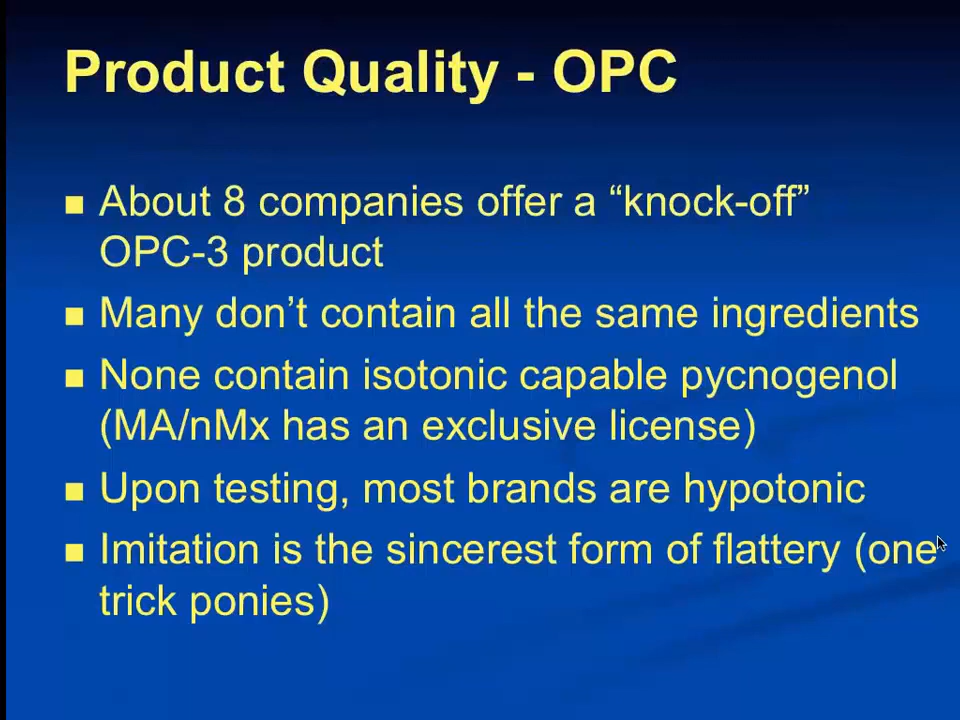 Product Quality - OPC
About 8 companies offer a “knock-off”
OPC-3 product
Many don’t contain all the same ingredients
None contain isotonic capable pycnogenol
(MA/nMx has an exclusive license)
Upon testing, most brands are hypotonic
Imitation is the sincerest form of flattery (one
trick ponies)